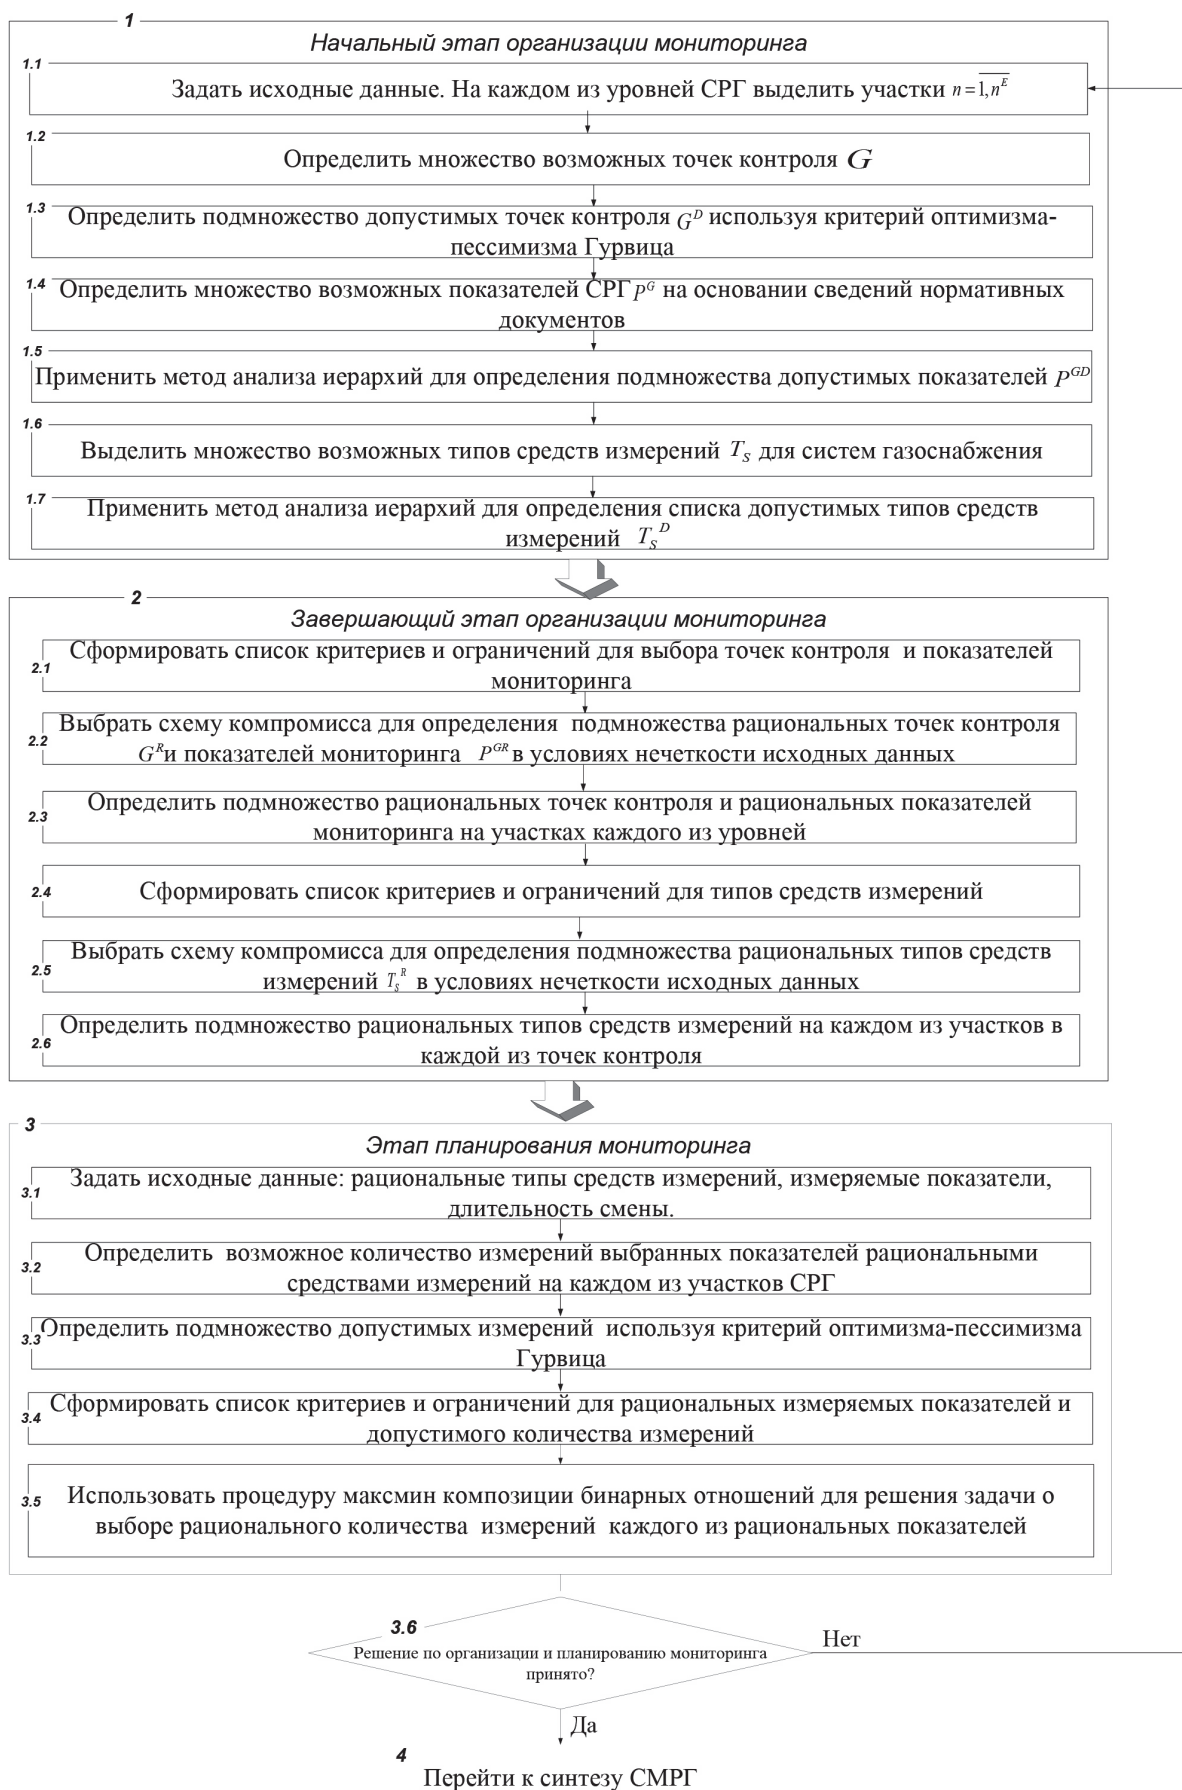 1
Начальный этап организации мониторинга
1.1
Задать исходные данные. На каждом из уровней СРГ выделить участки n = 1, n^E
1.2
Определить множество возможных точек контроля G
1.3
Определить подмножество допустимых точек контроля G^D используя критерий оптимизма-
пессимизма Гурвица
1.4
Определить множество возможных показателей СРГ P^G на основании сведений нормативных
документов
1.5
Применить метод анализа иерархий для определения подмножества допустимых показателей P^GD
1.6
Выделить множество возможных типов средств измерений T_S для систем газоснабжения
1.7
Применить метод анализа иерархий для определения списка допустимых типов средств
измерений T_S^D
2
Завершающий этап организации мониторинга
2.1
Сформировать список критериев и ограничений для выбора точек контроля и показателей
мониторинга
2.2
Выбрать схему компромисса для определения подмножества рациональных точек контроля
G^R и показателей мониторинга P^GR в условиях нечеткости исходных данных
2.3
Определить подмножество рациональных точек контроля и рациональных показателей
мониторинга на участках каждого из уровней
2.4
Сформировать список критериев и ограничений для типов средств измерений
2.5
Выбрать схему компромисса для определения подмножества рациональных типов средств
измерений T_s^R в условиях нечеткости исходных данных
2.6
Определить подмножество рациональных типов средств измерений на каждом из участков в
каждой из точек контроля
3
Этап планирования мониторинга
3.1
Задать исходные данные: рациональные типы средств измерений, измеряемые показатели,
длительность смены.
3.2
Определить возможное количество измерений выбранных показателей рациональными
средствами измерений на каждом из участков СРГ
3.3
Определить подмножество допустимых измерений используя критерий оптимизма-пессимизма
Гурвица
3.4
Сформировать список критериев и ограничений для рациональных измеряемых показателей и
допустимого количества измерений
3.5
Использовать процедуру максмин композиции бинарных отношений для решения задачи о
выборе рационального количества измерений каждого из рациональных показателей
3.6
Решение по организации и планированию мониторинга
принято?
Нет
Да
4
Перейти к синтезу СМРГ